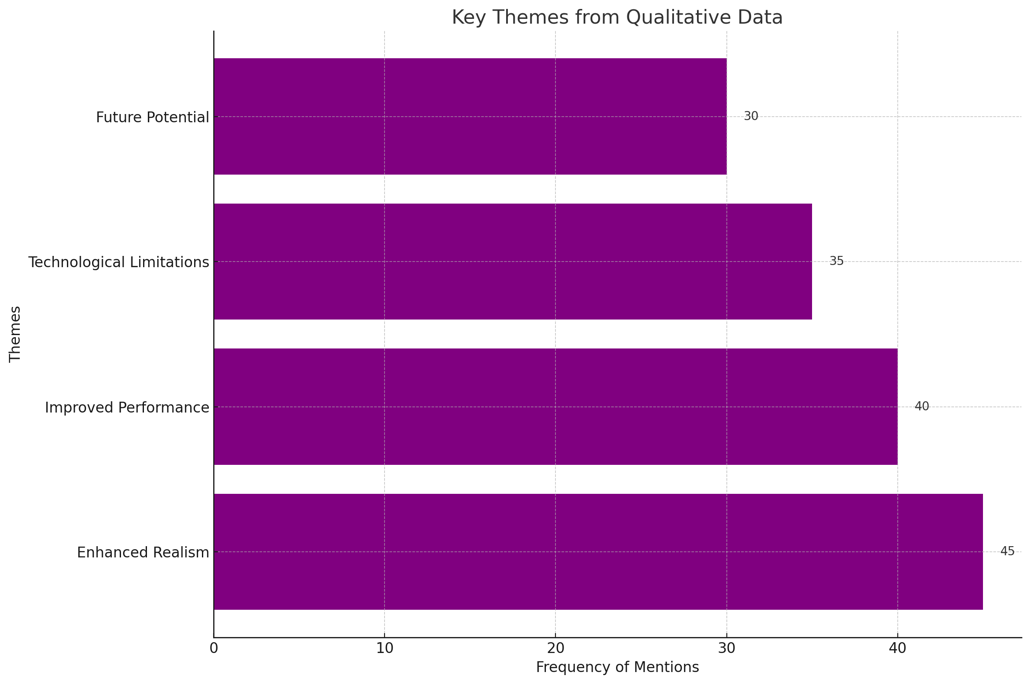 Key Themes from Qualitative Data
Future Potential
30
Technological Limitations
35
Themes
Improved Performance
40
Enhanced Realism
45
0 10 20 30 40
Frequency of Mentions